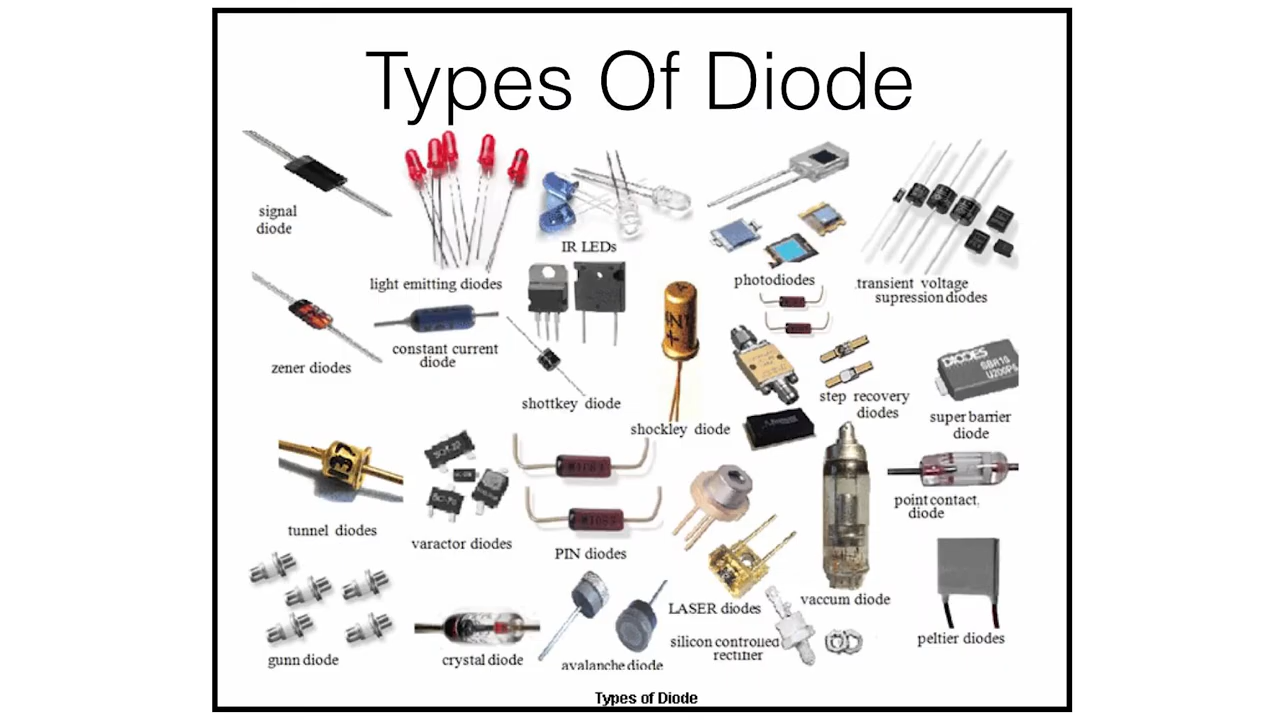 Types Of Diode
signal
diode
light emitting diodes
IR LEDs
photodiodes
transient voltage
supression diodes
zener diodes
constant current
diode
shottkey diode
shockley diode
step recovery
diodes
DIODES
SBR10
U200P5
super barrier
diode
tunnel diodes
varactor diodes
PIN diodes
LASER diodes
vaccum diode
point contact
diode
gunn diode
crystal diode
avalanche diode
silicon controlled
rectifier
peltier diodes
Types of Diode